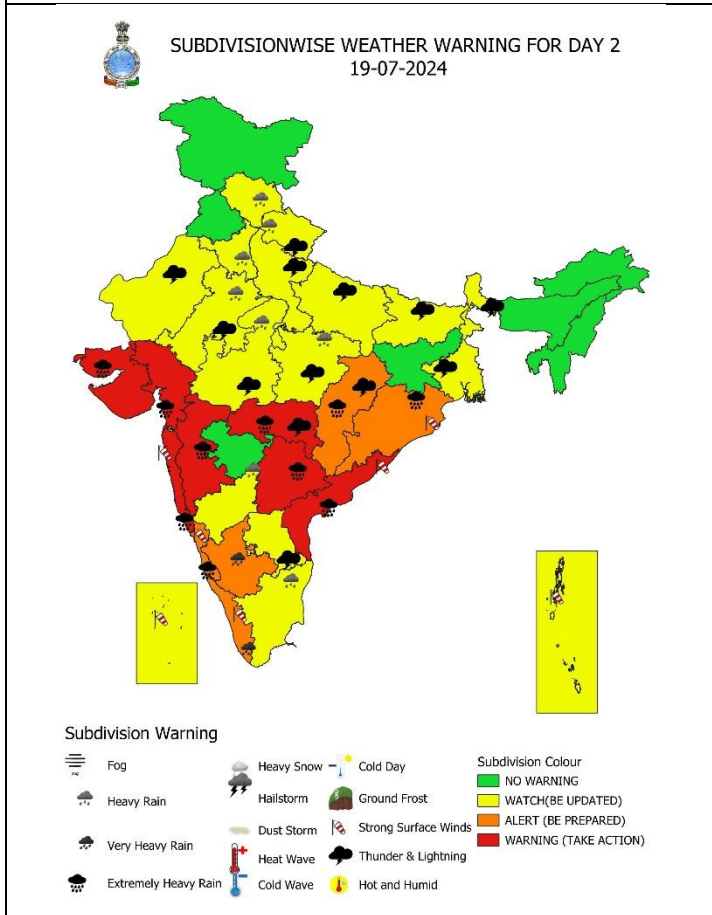 SUBDIVISIONWISE WEATHER WARNING FOR DAY 2
19-07-2024
Subdivision Warning
Fog
Heavy Rain
Very Heavy Rain
Extremely Heavy Rain
Heavy Snow
Hailstorm
Dust Storm
Heat Wave
Cold Wave
Cold Day
Ground Frost
Strong Surface Winds
Thunder & Lightning
Hot and Humid
Subdivision Colour
NO WARNING
WATCH(BE UPDATED)
ALERT (BE PREPARED)
WARNING (TAKE ACTION)